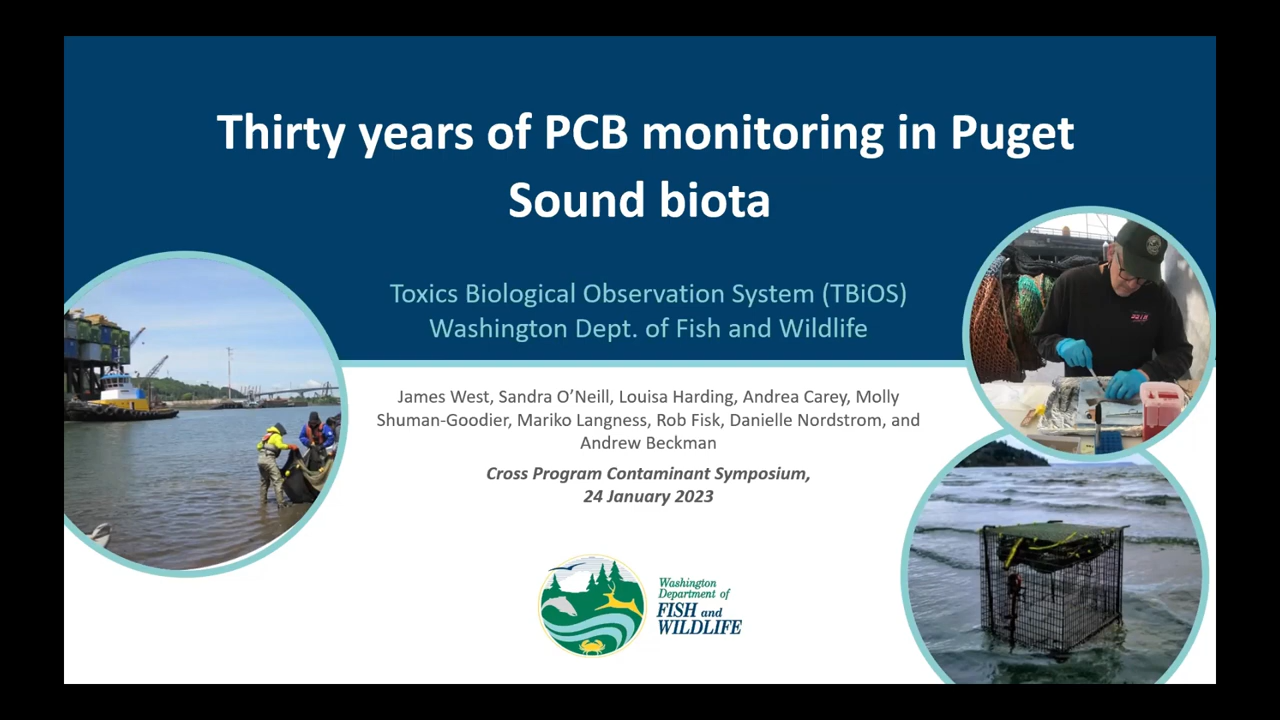 Thirty years of PCB monitoring in Puget
Sound biota
Toxics Biological Observation System (TBiOS)
Washington Dept. of Fish and Wildlife
James West, Sandra O’Neill, Louisa Harding, Andrea Carey, Molly
Shuman-Goodier, Mariko Langness, Rob Fisk, Danielle Nordstrom, and
Andrew Beckman
Cross Program Contaminant Symposium,
24 January 2023
Washington
Department of
FISH and
WILDLIFE